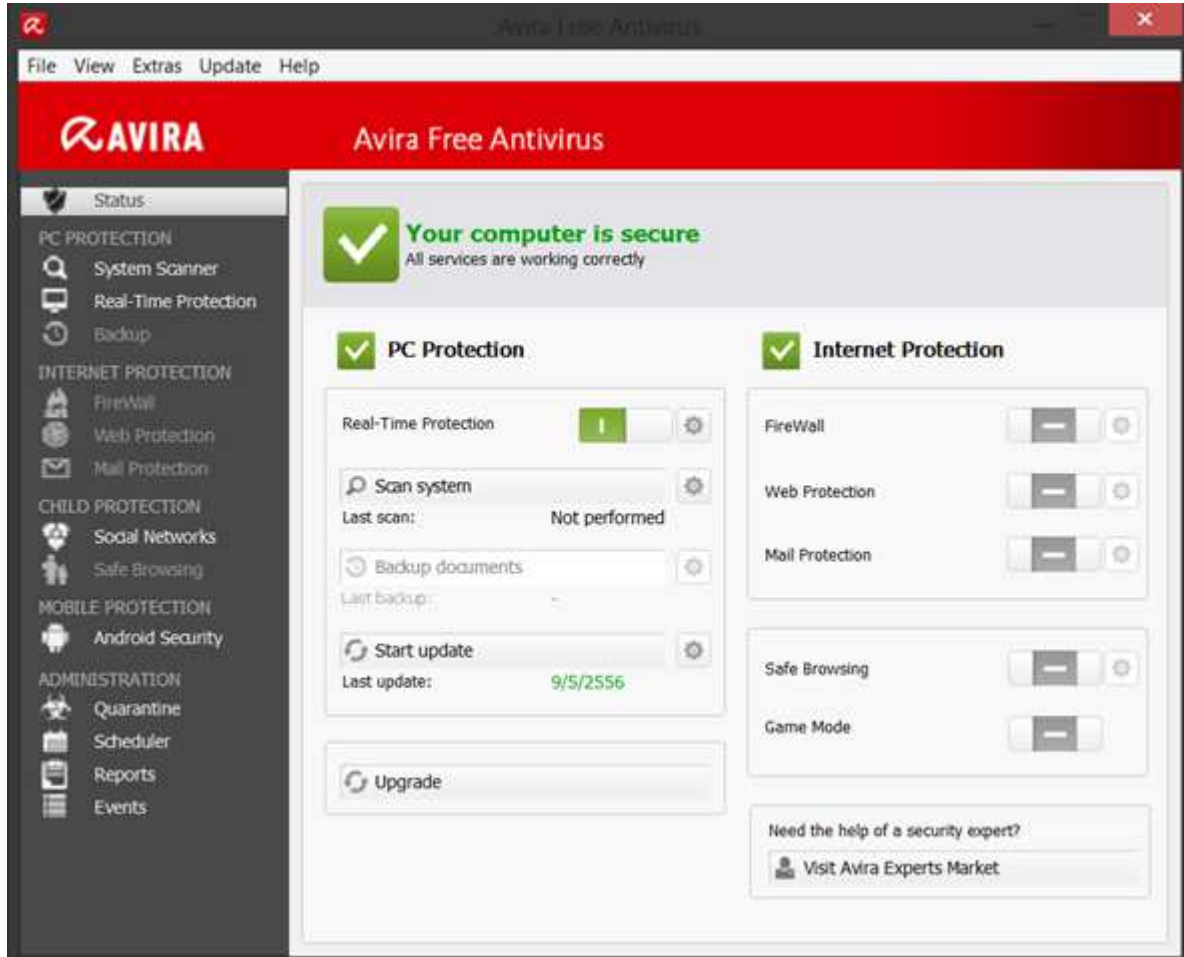 Avira Free Antivirus
File View Extras Update Help
AVIRA
Avira Free Antivirus
Status
PC PROTECTION
System Scanner
Real-Time Protection
Backup
INTERNET PROTECTION
FireWall
Web Protection
Mail Protection
CHILD PROTECTION
Social Networks
Safe Browsing
MOBILE PROTECTION
Android Security
ADMINISTRATION
Quarantine
Scheduler
Reports
Events
Your computer is secure
All services are working correctly
PC Protection
Real-Time Protection
Scan system
Last scan: Not performed
Backup documents
Last backup: -
Start update
Last update: 9/5/2556
Upgrade
Internet Protection
FireWall
Web Protection
Mail Protection
Safe Browsing
Game Mode
Need the help of a security expert?
Visit Avira Experts Market